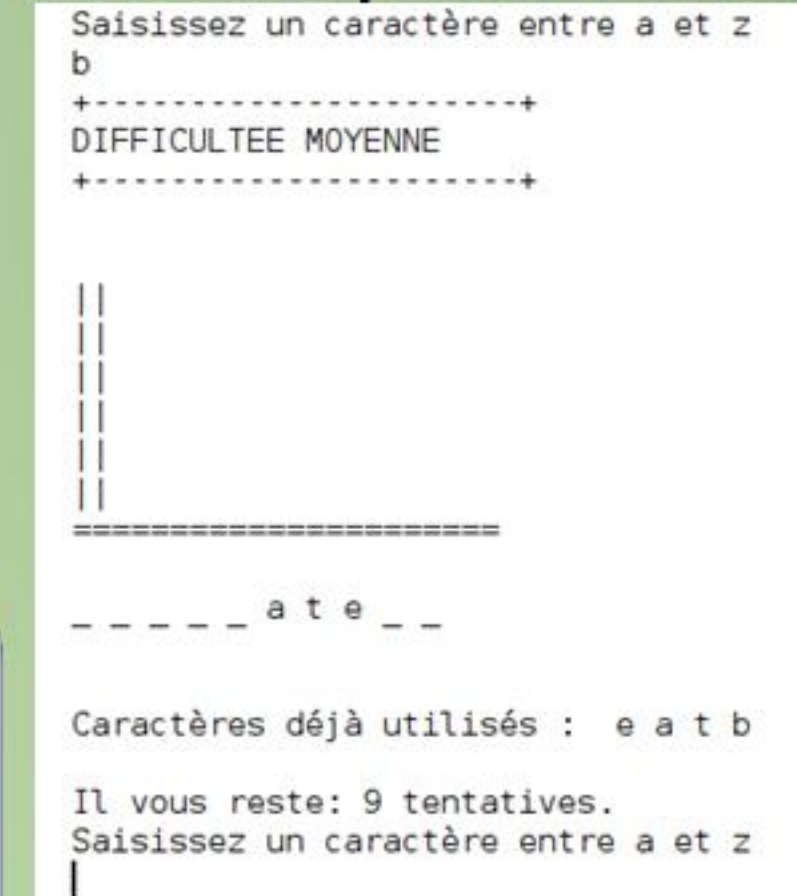 Saisissez un caractère entre a et z
b
+-----------------------+
DIFFICULTEE MOYENNE
+-----------------------+
||
||
||
||
||
||
======================
_ _ _ _ _ a t e _ _
Caractères déjà utilisés :  e a t b
Il vous reste: 9 tentatives.
Saisissez un caractère entre a et z